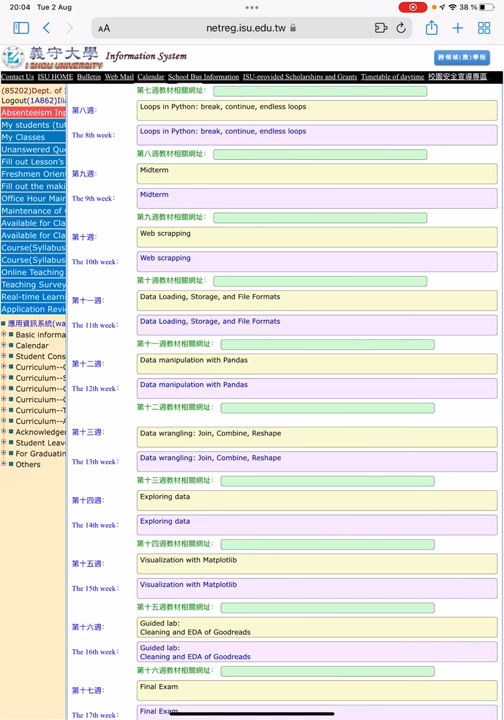 20:04 Tue 2 Aug
38 %
AA
netreg.isu.edu.tw
義守大學 Information System
I-SHOU UNIVERSITY
跨領域(微)學程
Contact Us ISU HOME Bulletin Web Mail Calendar School Bus Information ISU-provided Scholarships and Grants Timetable of daytime 校園安全宣導專區
(85202)Dept. of
Logout(1A862)
Absenteeism
My students
My Classes
Unanswered
Fill out Lesson's
Freshmen
Fill out the
Office Hour
Maintenance of
Available for
Available for
Course(Syllabus
Course(Syllabus
Online Teaching
Teaching Survey
Real-time
Application
應用資訊系統
Basic
Calendar
Student
Curriculum--
Curriculum--
Curriculum--
Curriculum--
Curriculum--
Curriculum--
Student
For
Others
第七週教材相關網址:
第八週:
Loops in Python: break, continue, endless loops
The 8th week:
Loops in Python: break, continue, endless loops
第八週教材相關網址:
第九週:
Midterm
The 9th week:
Midterm
第九週教材相關網址:
第十週:
Web scrapping
The 10th week:
Web scrapping
第十週教材相關網址:
第十一週:
Data Loading, Storage, and File Formats
The 11th week:
Data Loading, Storage, and File Formats
第十一週教材相關網址:
第十二週:
Data manipulation with Pandas
The 12th week:
Data manipulation with Pandas
第十二週教材相關網址:
第十三週:
Data wrangling: Join, Combine, Reshape
The 13th week:
Data wrangling: Join, Combine, Reshape
第十三週教材相關網址:
第十四週:
Exploring data
The 14th week:
Exploring data
第十四週教材相關網址:
第十五週:
Visualization with Matplotlib
The 15th week:
Visualization with Matplotlib
第十五週教材相關網址:
第十六週:
Guided lab:
Cleaning and EDA of Goodreads
The 16th week:
Guided lab:
Cleaning and EDA of Goodreads
第十六週教材相關網址:
第十七週:
Final Exam
The 17th week:
Final Exam